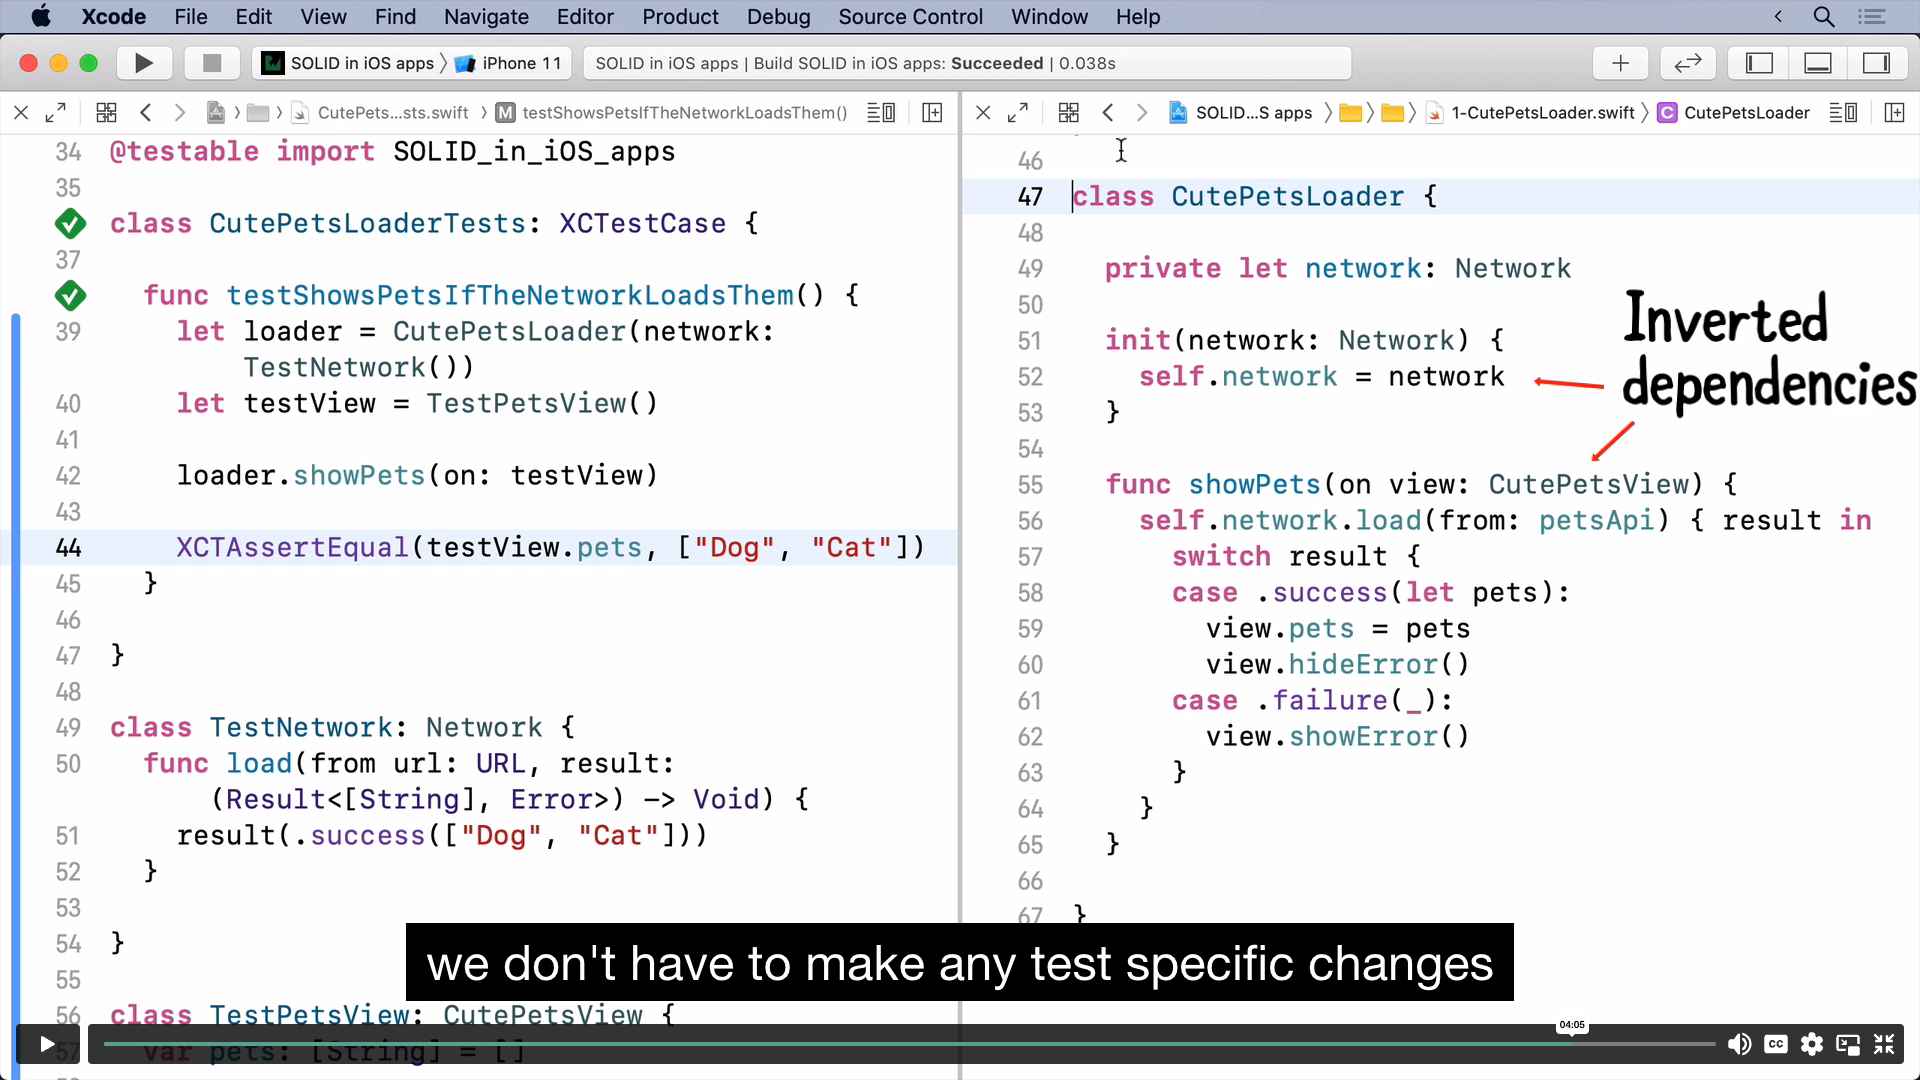 Xcode File Edit View Find Navigate Editor Product Debug Source Control Window Help
SOLID in iOS apps iPhone 11 SOLID in iOS apps | Build SOLID in iOS apps: Succeeded | 0.038s
CutePets...sts.swift M testShowsPetsIfTheNetworkLoadsThem()
34 @testable import SOLID_in_iOS_apps
35
class CutePetsLoaderTests: XCTestCase {
37
func testShowsPetsIfTheNetworkLoadsThem() {
39 let loader = CutePetsLoader(network:
TestNetwork())
40 let testView = TestPetsView()
41
42 loader.showPets(on: testView)
43
44 XCTAssertEqual(testView.pets, ["Dog", "Cat"])
45 }
46
47 }
48
49 class TestNetwork: Network {
50 func load(from url: URL, result:
(Result<[String], Error>) -> Void) {
51 result(.success(["Dog", "Cat"]))
52 }
53
54 }
55
56 class TestPetsView: CutePetsView {
57 var pets: [String] = []
SOLID...S apps 1-CutePetsLoader.swift C CutePetsLoader
46
47 class CutePetsLoader {
48
49 private let network: Network
50
51 init(network: Network) {
52 self.network = network
53 }
54
55 func showPets(on view: CutePetsView) {
56 self.network.load(from: petsApi) { result in
57 switch result {
58 case .success(let pets):
59 view.pets = pets
60 view.hideError()
61 case .failure(_):
62 view.showError()
63 }
64 }
65 }
66
67 }
Inverted
dependencies
we don't have to make any test specific changes
04:05
CC